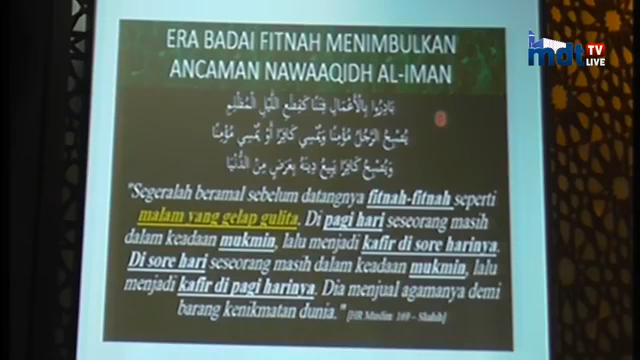 ERA BADAI FITNAH MENIMBULKAN
ANCAMAN NAWAAQIDH AL-IMAN
بَادِرُوا بِالْأَعْمَالِ فِتَنًا كَقِطَعِ اللَّيْلِ الْمُظْلِمِ
يُصْبِحُ الرَّجُلُ مُؤْمِنًا وَيُمْسِي كَافِرًا أَوْ يُمْسِي مُؤْمِنًا
وَيُصْبِحُ كَافِرًا يَبِيعُ دِينَهُ بِعَرَضٍ مِنَ الدُّنْيَا
"Segeralah beramal sebelum datangnya fitnah-fitnah seperti
malam yang gelap gulita. Di pagi hari seseorang masih
dalam keadaan mukmin, lalu menjadi kafir di sore harinya.
Di sore hari seseorang masih dalam keadaan mukmin, lalu
menjadi kafir di pagi harinya. Dia menjual agamanya demi
barang kenikmatan dunia." [HR Muslim 169 – Shahih]
mdt TV
LIVE